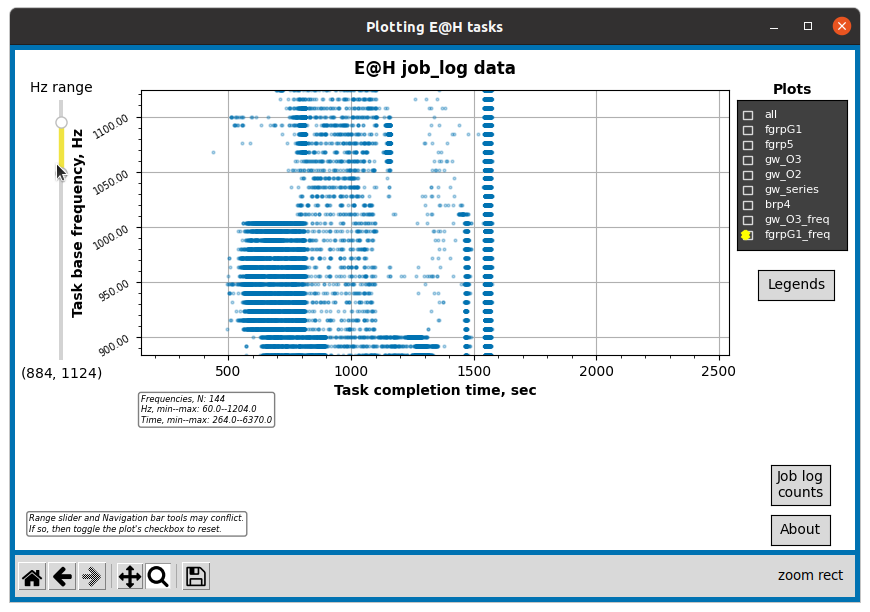 Plotting E@H tasks
E@H job_log data
Hz range
(884, 1124)
Task base frequency, Hz
1100.00
1050.00
1000.00
950.00
900.00
500
1000
1500
2000
2500
Task completion time, sec
Plots
all
fgrpG1
fgrp5
gw_O3
gw_O2
gw_series
brp4
gw_O3_freq
fgrpG1_freq
Legends
Frequencies, N: 144
Hz, min--max: 60.0--1204.0
Time, min--max: 264.0--6370.0
Job log
counts
Range slider and Navigation bar tools may conflict.
If so, then toggle the plot's checkbox to reset.
About
zoom rect